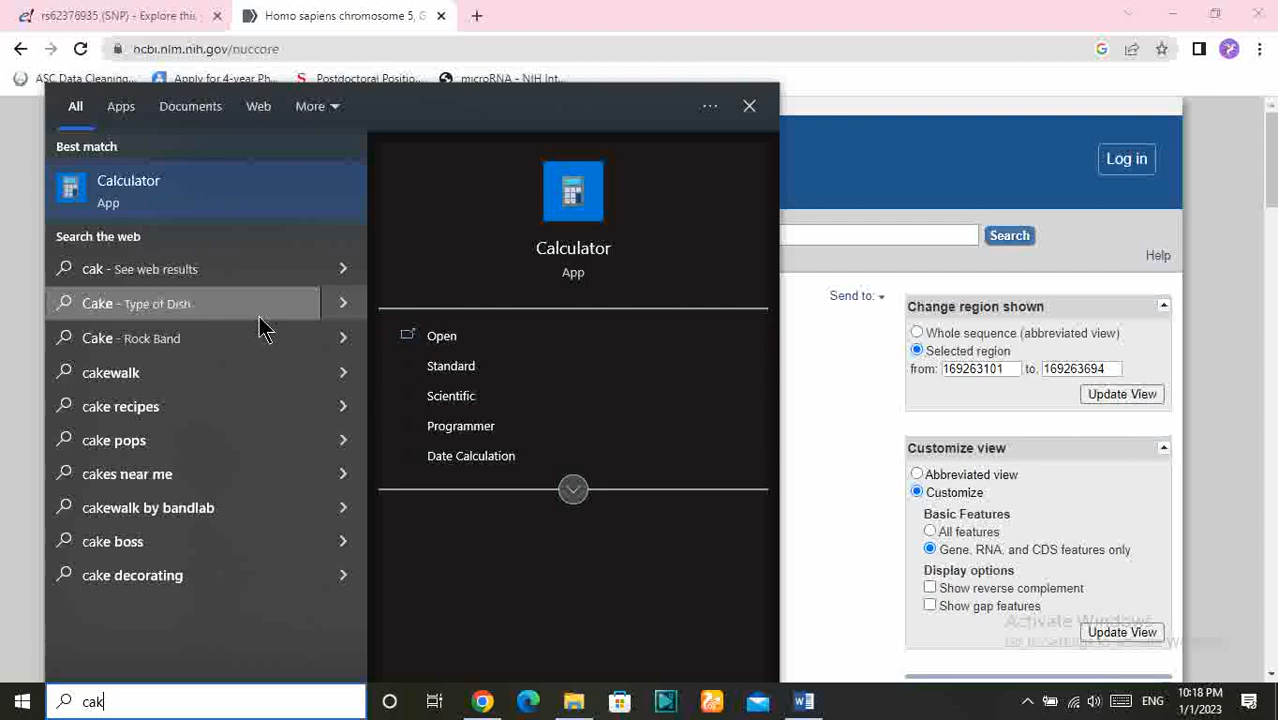 rs62376935 (SNP) - Explore this
Homo sapiens chromosome 5, G
ncbi.nlm.nih.gov/nuccore
ASC Data Cleaning...
Apply for 4-year Ph...
Postdoctoral Positio...
microRNA - NIH Int...
All
Apps
Documents
Web
More
Best match
Calculator
App
Search the web
cak - See web results
Cake - Type of Dish
Cake - Rock Band
cakewalk
cake recipes
cake pops
cakes near me
cakewalk by bandlab
cake boss
cake decorating
Calculator
App
Open
Standard
Scientific
Programmer
Date Calculation
Log in
Search
Help
Send to:
Change region shown
Whole sequence (abbreviated view)
Selected region
from: 169263101 to: 169263694
Update View
Customize view
Abbreviated view
Customize
Basic Features
All features
Gene, RNA, and CDS features only
Display options
Show reverse complement
Show gap features
Activate Windows
Update View
cak
ENG
10:18 PM
1/1/2023